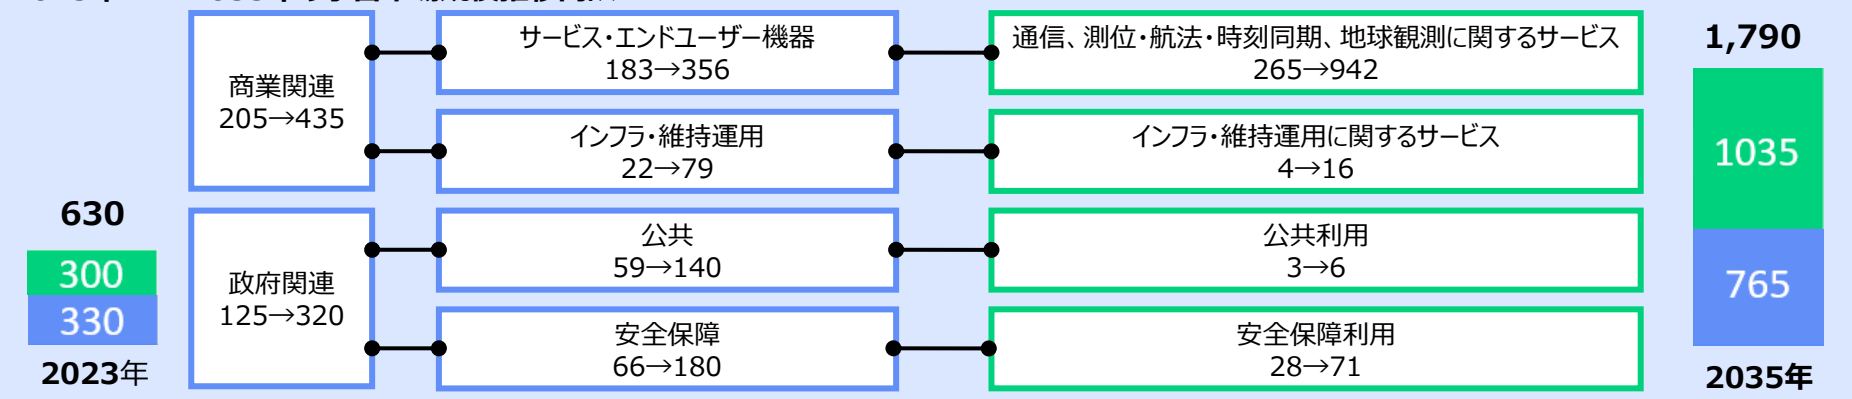 630
300
330
2023年
商業関連
205→435
政府関連
125→320
サービス・エンドユーザー機器
183→356
インフラ・維持運用
22→79
公共
59→140
安全保障
66→180
通信、測位・航法・時刻同期、地球観測に関するサービス
265→942
インフラ・維持運用に関するサービス
4→16
公共利用
3→6
安全保障利用
28→71
1,790
1035
765
2035年